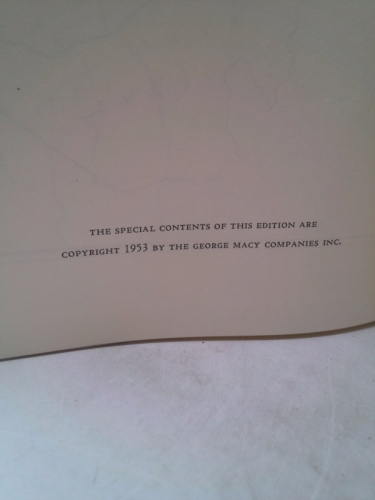 THE SPECIAL CONTENTS OF THIS EDITION ARE
COPYRIGHT 1953 BY THE GEORGE MACY COMPANIES INC.